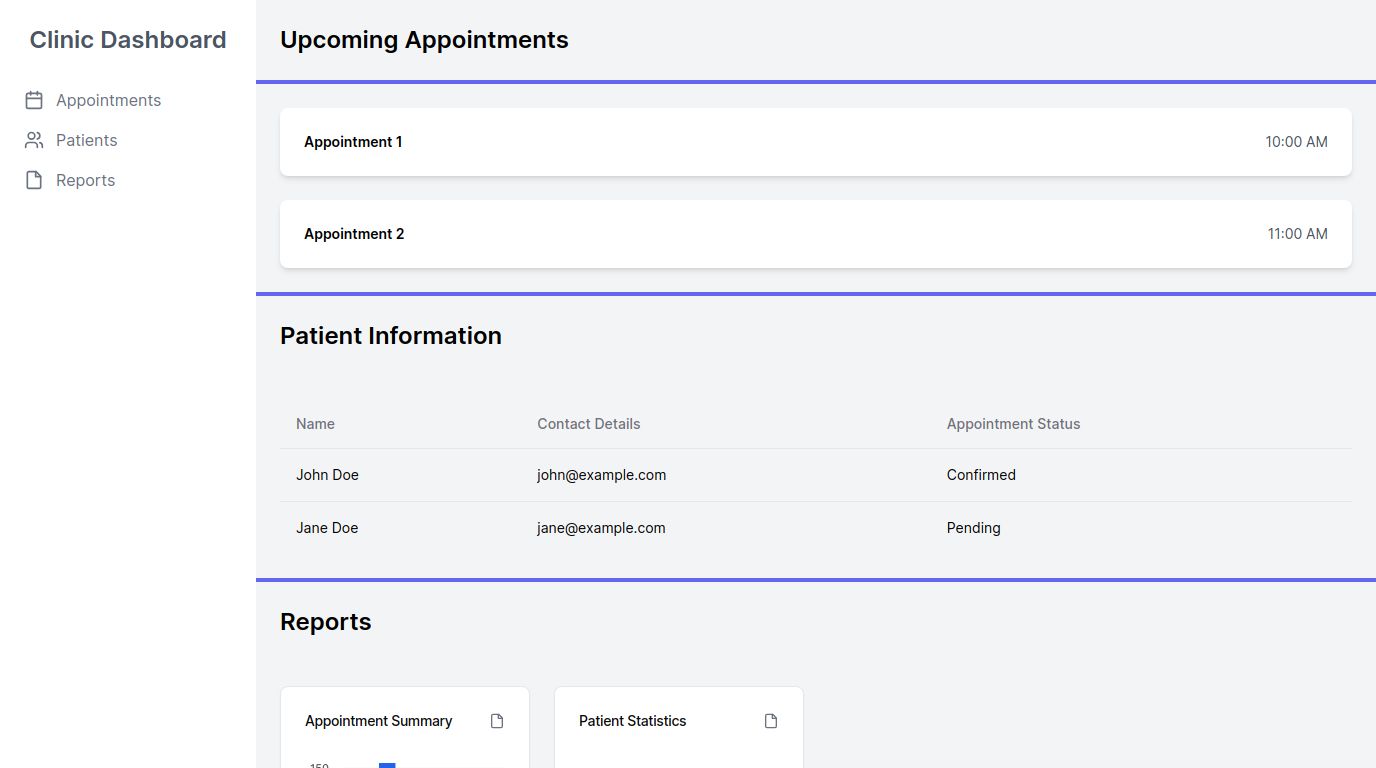 Clinic Dashboard
Appointments
Patients
Reports
Upcoming Appointments
Appointment 1 10:00 AM
Appointment 2 11:00 AM
Patient Information
Name Contact Details Appointment Status
John Doe john@example.com Confirmed
Jane Doe jane@example.com Pending
Reports
Appointment Summary Patient Statistics
150